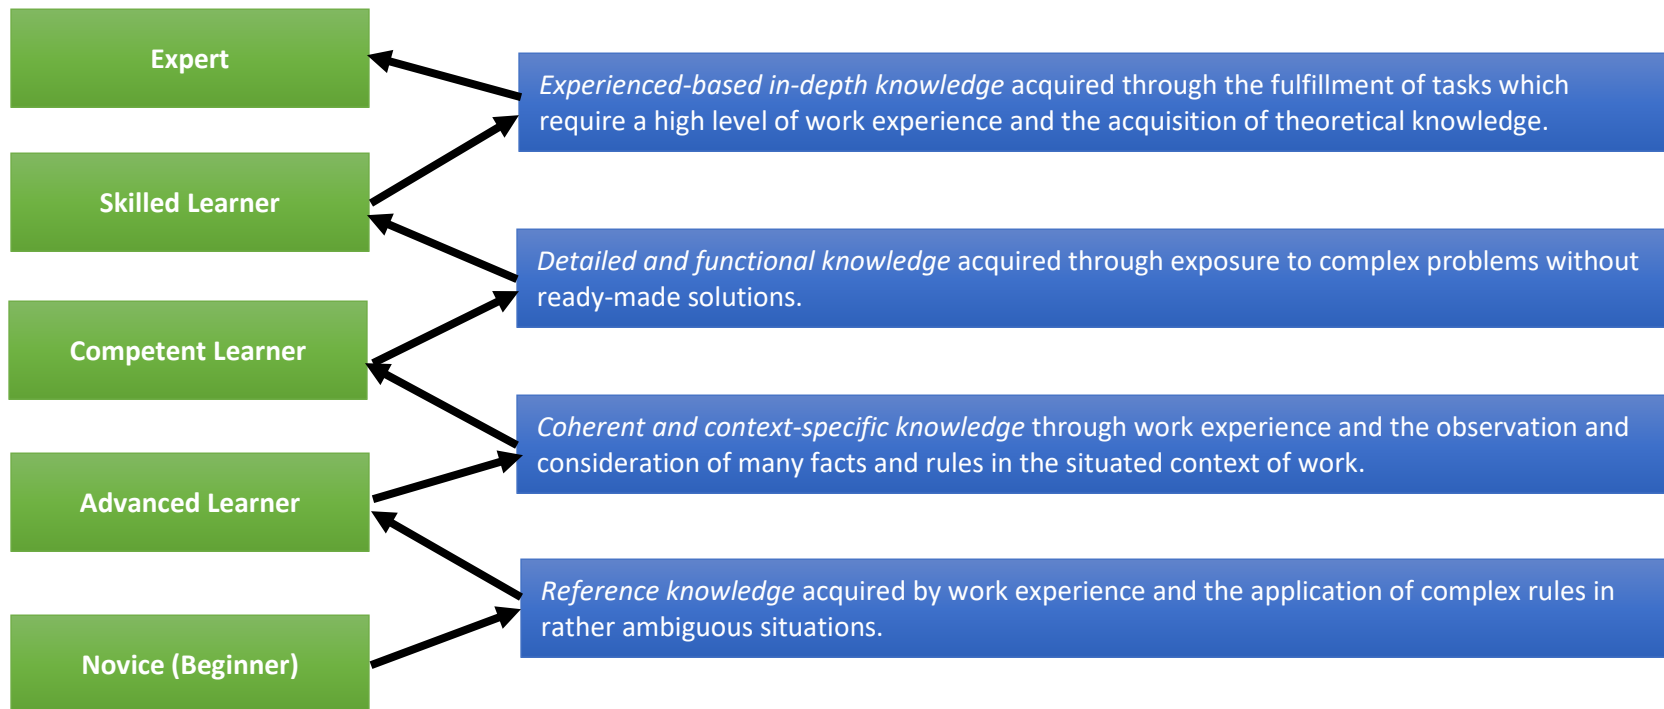 Expert
Experienced-based in-depth knowledge acquired through the fulfillment of tasks which
require a high level of work experience and the acquisition of theoretical knowledge.
Skilled Learner
Detailed and functional knowledge acquired through exposure to complex problems without
ready-made solutions.
Competent Learner
Coherent and context-specific knowledge through work experience and the observation and
consideration of many facts and rules in the situated context of work.
Advanced Learner
Reference knowledge acquired by work experience and the application of complex rules in
rather ambiguous situations.
Novice (Beginner)